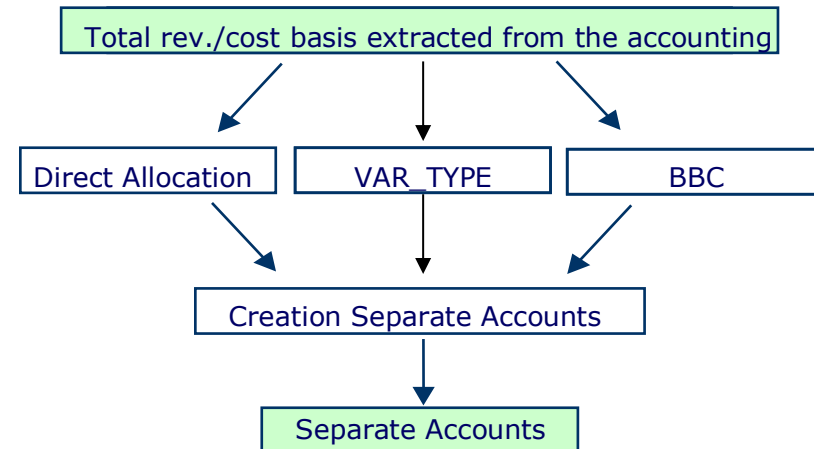 Total rev./cost basis extracted from the accounting
Direct Allocation
VAR_TYPE
BBC
Creation Separate Accounts
Separate Accounts